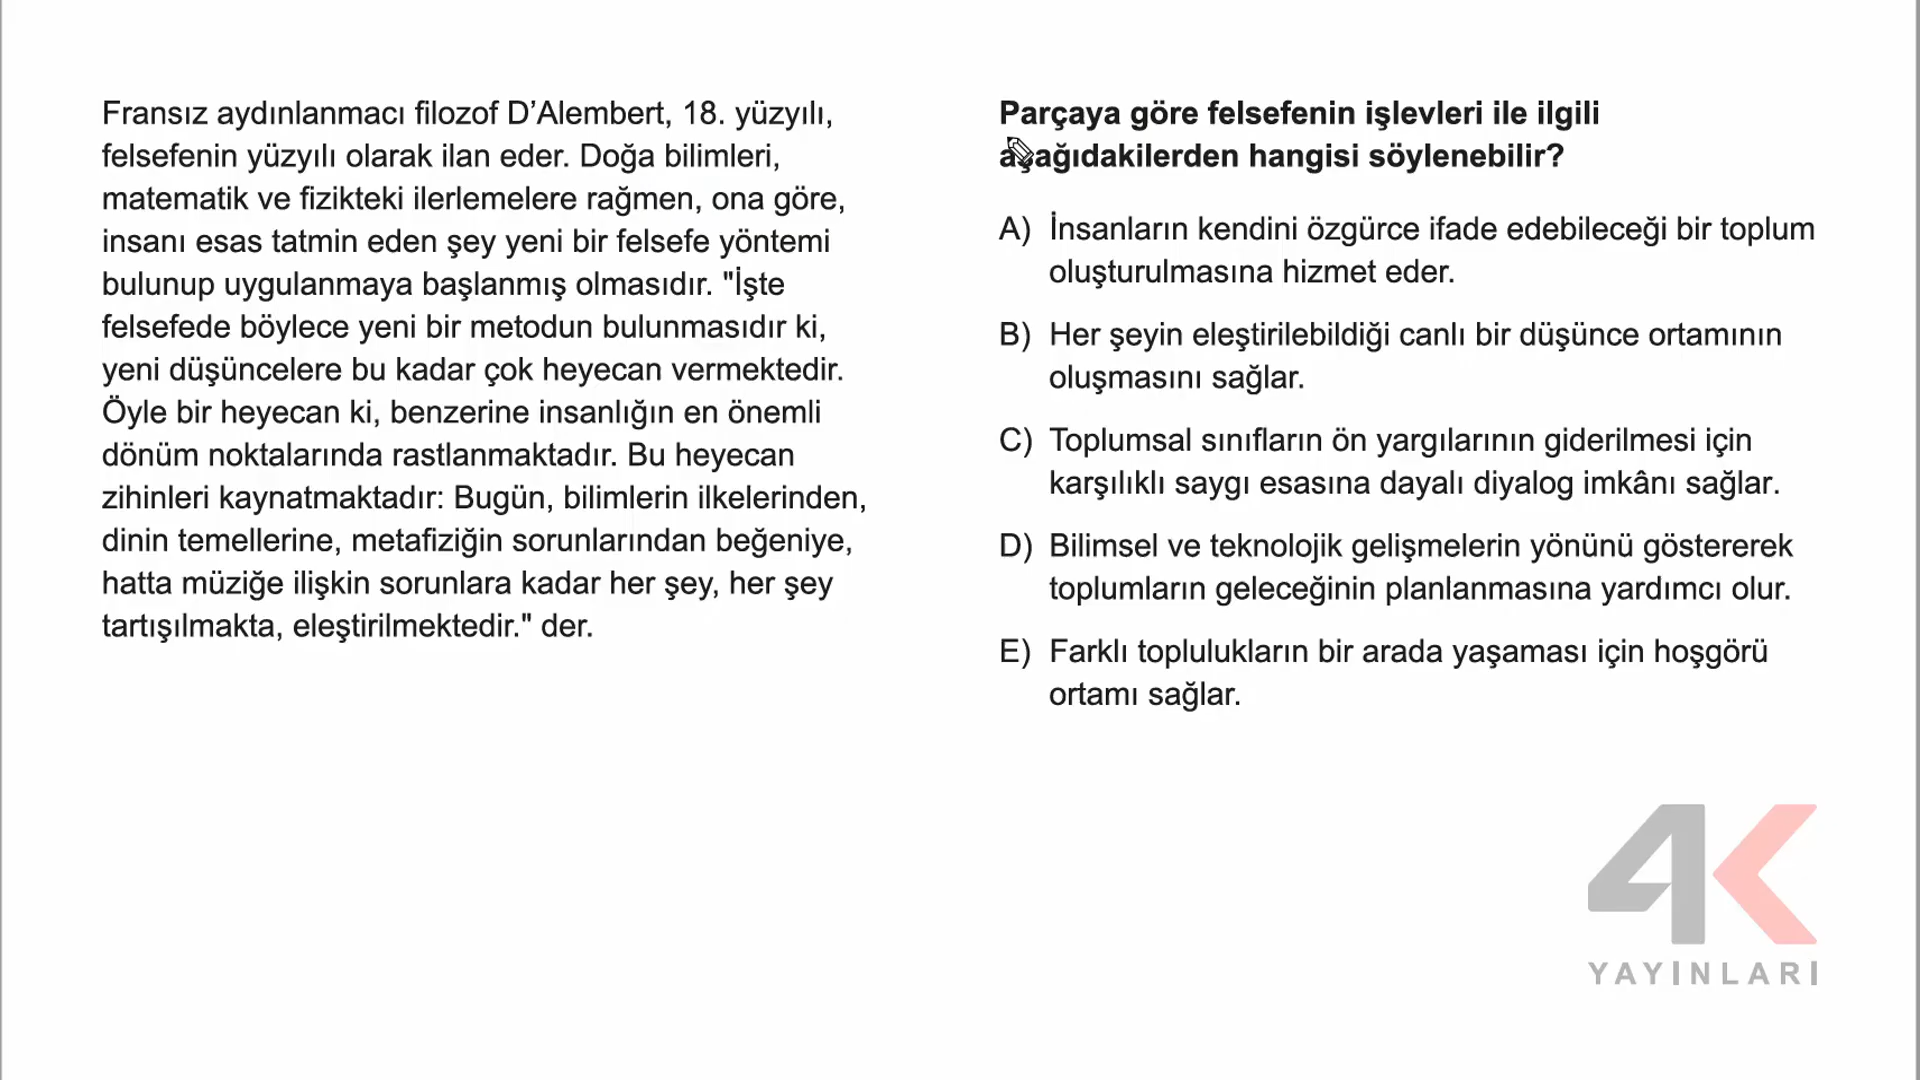 Fransız aydınlanmacı filozof D’Alembert, 18. yüzyılı,
felsefenin yüzyılı olarak ilan eder. Doğa bilimleri,
matematik ve fizikteki ilerlemelere rağmen, ona göre,
insanı esas tatmin eden şey yeni bir felsefe yöntemi
bulunup uygulanmaya başlanmış olmasıdır. "İşte
felsefede böylece yeni bir metodun bulunmasıdır ki,
yeni düşüncelere bu kadar çok heyecan vermektedir.
Öyle bir heyecan ki, benzerine insanlığın en önemli
dönüm noktalarında rastlanmaktadır. Bu heyecan
zihinleri kaynatmaktadır: Bugün, bilimlerin ilkelerinden,
dinin temellerine, metafiziğin sorunlarından beğeniye,
hatta müziğe ilişkin sorunlara kadar her şey, her şey
tartışılmakta, eleştirilmektedir." der.
Parçaya göre felsefenin işlevleri ile ilgili
aşağıdakilerden hangisi söylenebilir?
A) İnsanların kendini özgürce ifade edebileceği bir toplum
oluşturulmasına hizmet eder.
B) Her şeyin eleştirilebildiği canlı bir düşünce ortamının
oluşmasını sağlar.
C) Toplumsal sınıfların ön yargılarının giderilmesi için
karşılıklı saygı esasına dayalı diyalog imkânı sağlar.
D) Bilimsel ve teknolojik gelişmelerin yönünü göstererek
toplumların geleceğinin planlanmasına yardımcı olur.
E) Farklı toplulukların bir arada yaşaması için hoşgörü
ortamı sağlar.
4K
YAYINLARI